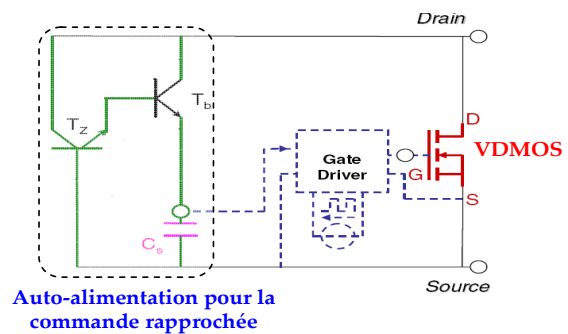 Drain
T_b
T_Z
D
VDMOS
Gate
Driver
G
S
C_s
Source
Auto-alimentation pour la
commande rapprochée